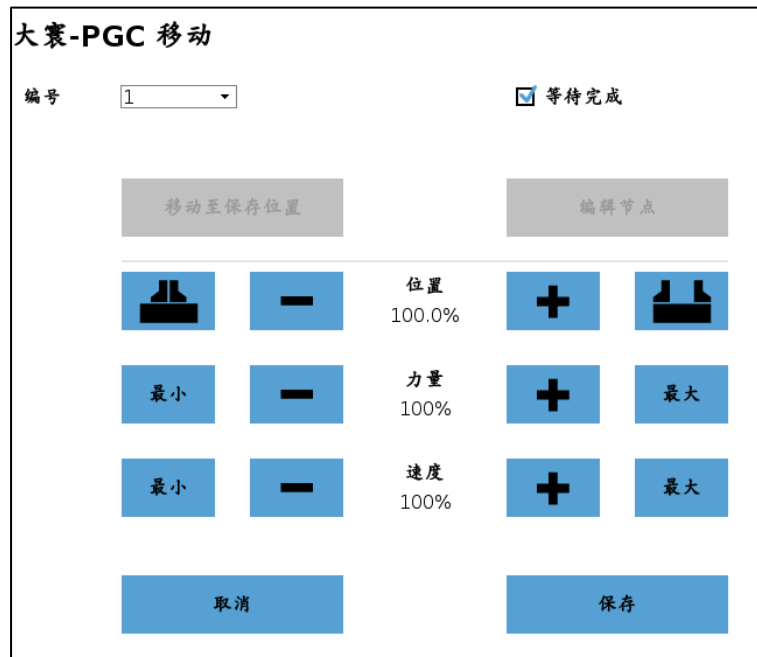 大寰-PGC 移动
编号 1 等待完成
移动至保存位置 编辑节点
位置
100.0%
最小 力量 最大
100%
最小 速度 最大
100%
取消 保存